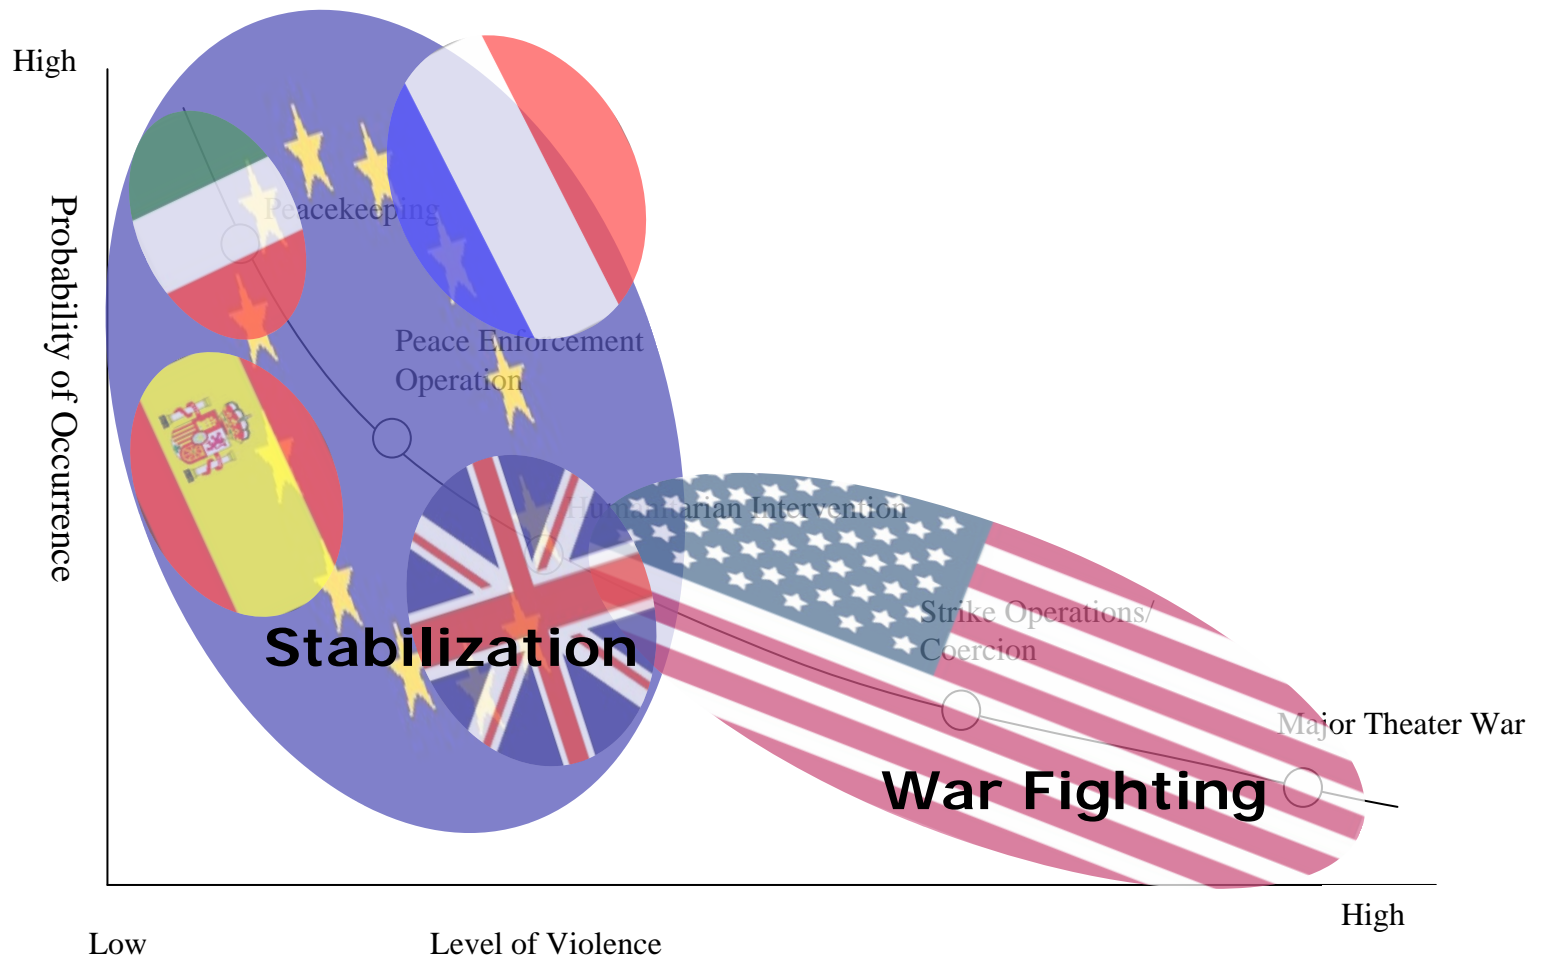 High
Peacekeeping
Probability of Occurrence
Peace Enforcement
Operation
Humanitarian Intervention
Strike Operations/
Coercion
Stabilization
Major Theater War
War Fighting
High
Low
Level of Violence